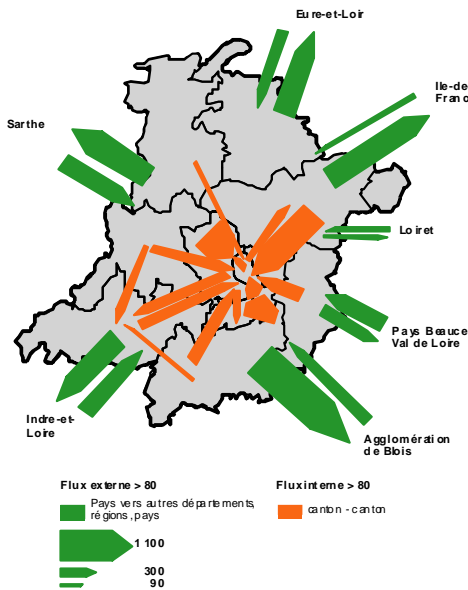 Eure-et-Loir
Ile-de
Franc
Sarthe
Loiret
Pays Beauce
Val de Loire
Indre-et-
Loire
Agglomération
de Blois
Flux externe > 80
Flux interne > 80
Pays vers autres départements,
régions, pays
canton - canton
1 100
300
90